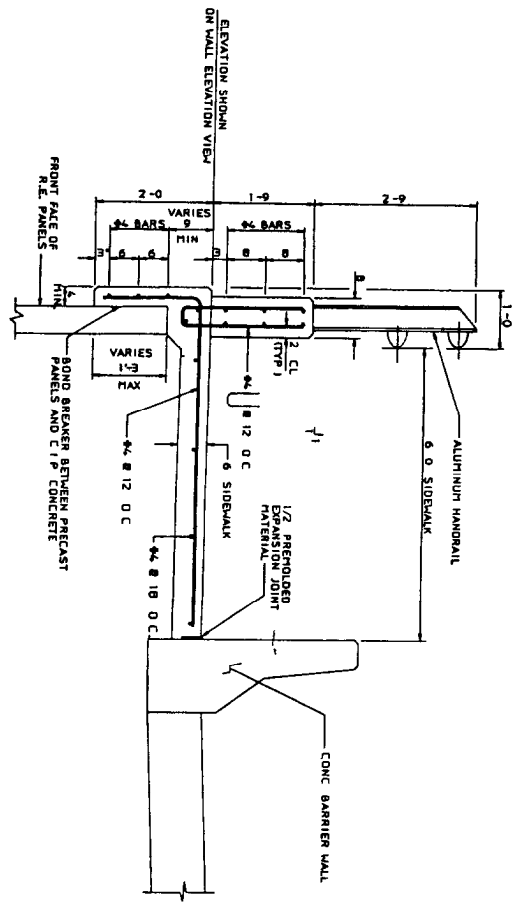 ELEVATION SHOWN
ON WALL ELEVATION VIEW
2-0
1-9
2-9
VARIES
#4 BARS
9
MIN
3
6
6
#4 BARS
3
8
8
8
1-0
FRONT FACE OF
R.E. PANELS
4
MIN
2 CL
(TYP)
ALUMINUM HANDRAIL
VARIES
1'-3
MAX
#4 @ 12 O C
6 SIDEWALK
6 0 SIDEWALK
BOND BREAKER BETWEEN PRECAST
PANELS AND C I P CONCRETE
#4 @ 12 O C
#4 @ 18 O C
1/2 PREMOLDED
EXPANSION JOINT
MATERIAL
CONC BARRIER WALL